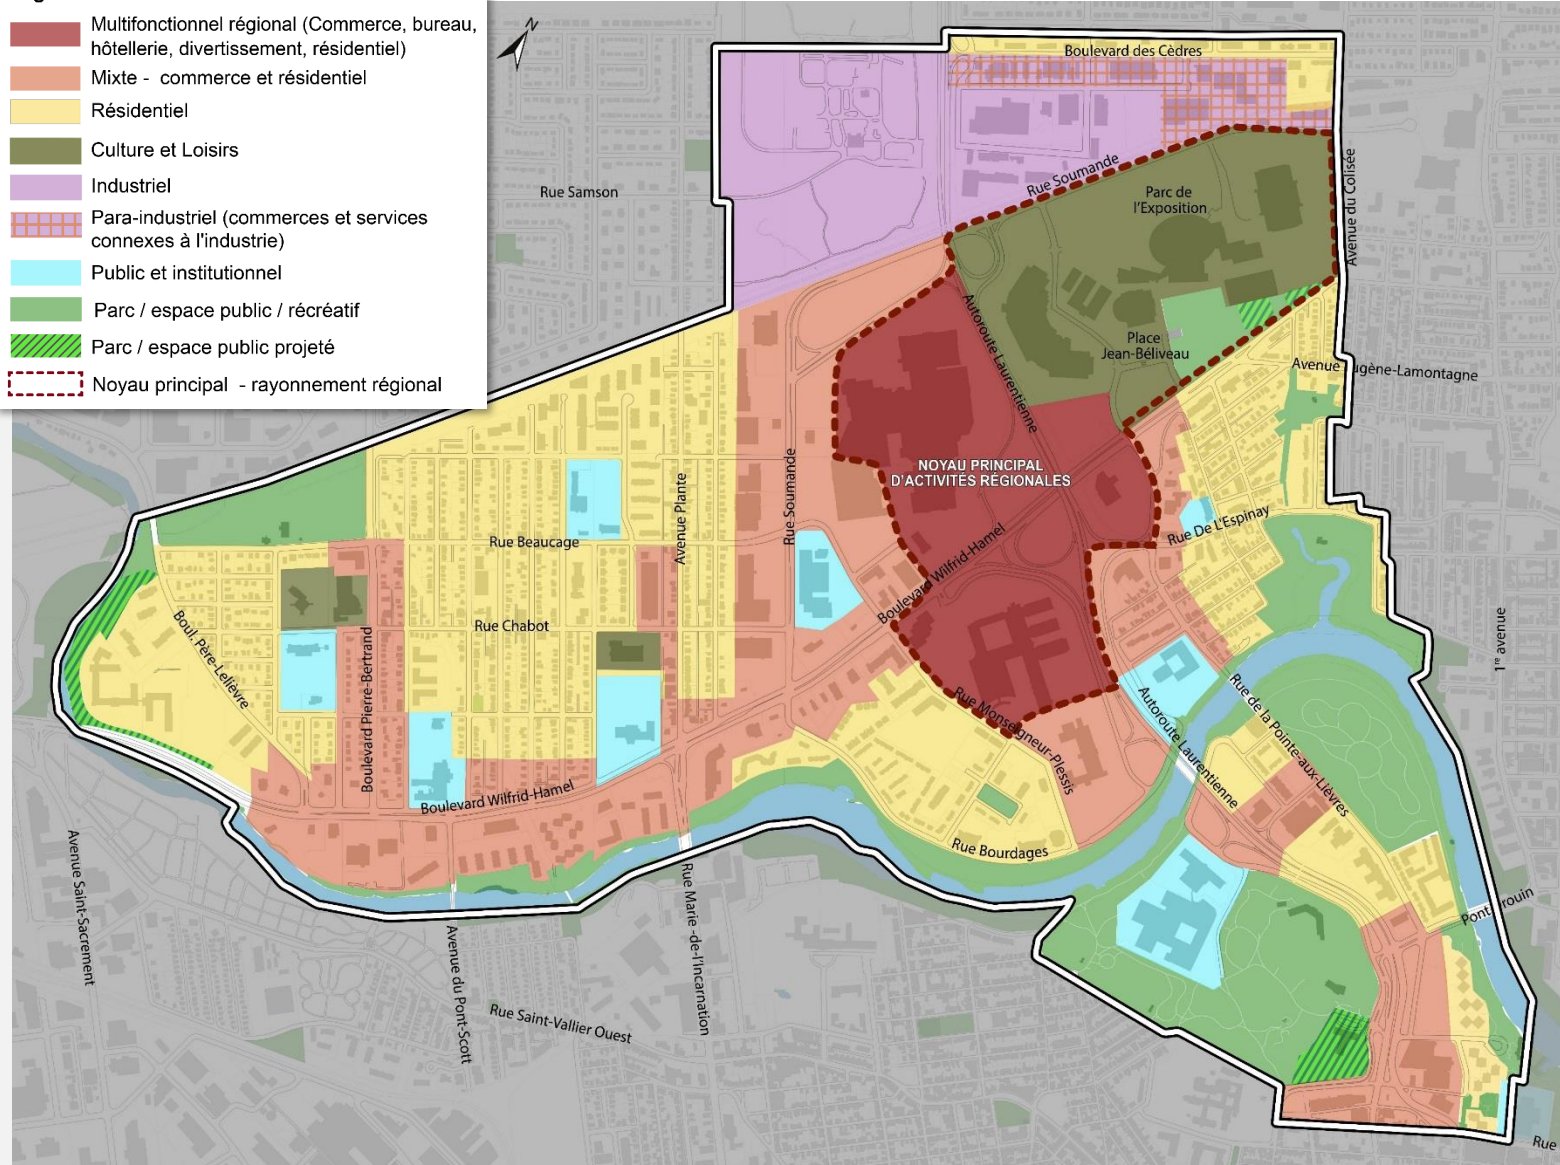 Multifonctionnel régional (Commerce, bureau,
hôtellerie, divertissement, résidentiel)
Mixte - commerce et résidentiel
Résidentiel
Culture et Loisirs
Industriel
Para-industriel (commerces et services
connexes à l'industrie)
Public et institutionnel
Parc / espace public / récréatif
Parc / espace public projeté
Noyau principal - rayonnement régional
N
Boulevard des Cèdres
Rue Samson
Rue Soumande
Parc de
l'Exposition
Avenue du Colisée
Autoroute Laurentienne
Place
Jean-Béliveau
Avenue
gène-Lamontagne
NOYAU PRINCIPAL
D'ACTIVITÉS RÉGIONALES
Rue Soumande
Avenue Plante
Rue Beaucage
Rue De L'Espinay
Boulevard Wilfrid-Hamel
Rue Chabot
Boul. Père-Lelièvre
Boulevard Pierre-Bertrand
1re avenue
Rue Monseigneur-Plessis
Autoroute Laurentienne
Rue de la Pointe-aux-Lièvres
Boulevard Wilfrid-Hamel
Rue Bourdages
Avenue Saint-Sacrement
Rue Marie-de-l'Incarnation
Avenue du Pont-Scott
Rue Saint-Vallier Ouest
Pont
rouin
Rue